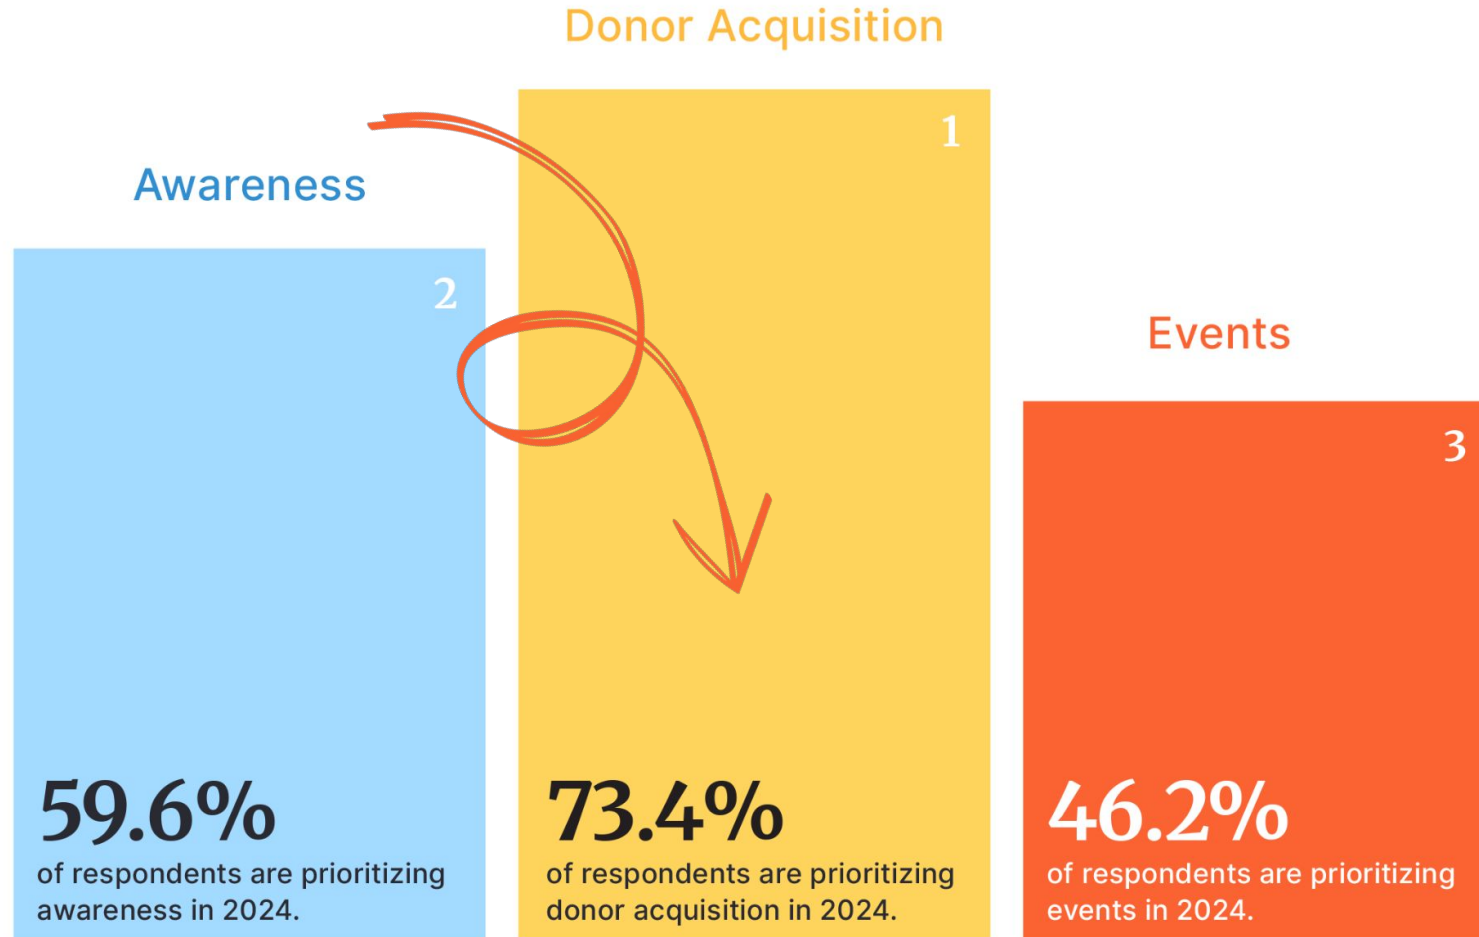 Donor Acquisition
1
Awareness
2
Events
3
59.6%
of respondents are prioritizing
awareness in 2024.
73.4%
of respondents are prioritizing
donor acquisition in 2024.
46.2%
of respondents are prioritizing
events in 2024.